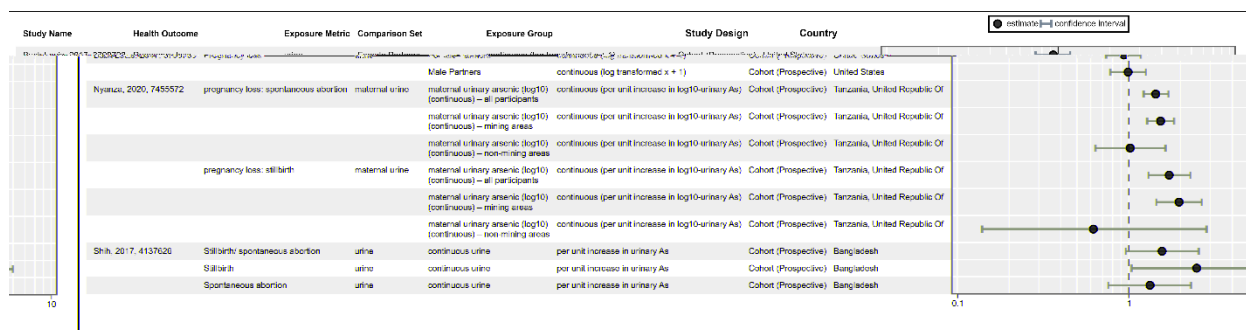 estimate confidence interval
Study Name Health Outcome Exposure Metric Comparison Set Exposure Group Study Design Country
Male Partners continuous (log transformed x + 1) Cohort (Prospective) United States
Nyanza, 2020, 7455572 pregnancy loss: spontaneous abortion maternal urine maternal urinary arsenic (log10) continuous (per unit increase in log10-urinary As) Cohort (Prospective) Tanzania, United Republic Of
(continuous) – all participants
maternal urinary arsenic (log10) continuous (per unit increase in log10-urinary As) Cohort (Prospective) Tanzania, United Republic Of
(continuous) – mining areas
maternal urinary arsenic (log10) continuous (per unit increase in log10-urinary As) Cohort (Prospective) Tanzania, United Republic Of
(continuous) – non-mining areas
pregnancy loss: stillbirth maternal urine maternal urinary arsenic (log10) continuous (per unit increase in log10-urinary As) Cohort (Prospective) Tanzania, United Republic Of
(continuous) – all participants
maternal urinary arsenic (log10) continuous (per unit increase in log10-urinary As) Cohort (Prospective) Tanzania, United Republic Of
(continuous) – mining areas
maternal urinary arsenic (log10) continuous (per unit increase in log10-urinary As) Cohort (Prospective) Tanzania, United Republic Of
(continuous) – non-mining areas
Shih, 2017, 4137628 Stillbirth/ spontaneous abortion urine continuous urine per unit increase in urinary As Cohort (Prospective) Bangladesh
Stillbirth urine continuous urine per unit increase in urinary As Cohort (Prospective) Bangladesh
Spontaneous abortion urine continuous urine per unit increase in urinary As Cohort (Prospective) Bangladesh
10 0.1 1